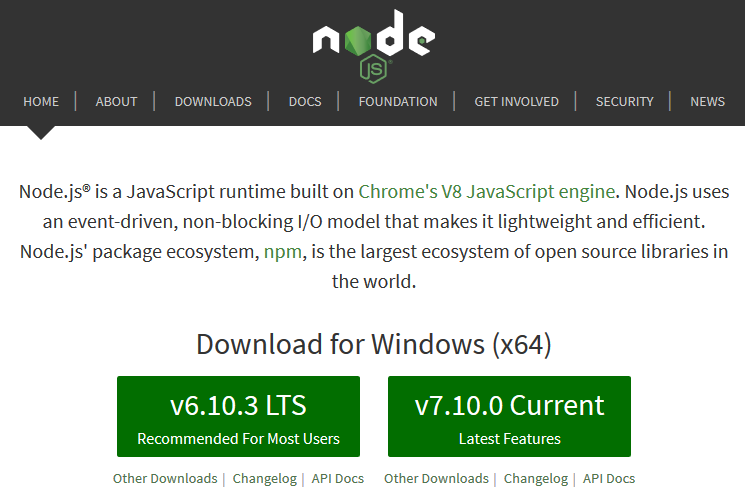 node
JS®
HOME | ABOUT | DOWNLOADS | DOCS | FOUNDATION | GET INVOLVED | SECURITY | NEWS
Node.js® is a JavaScript runtime built on Chrome's V8 JavaScript engine. Node.js uses
an event-driven, non-blocking I/O model that makes it lightweight and efficient.
Node.js' package ecosystem, npm, is the largest ecosystem of open source libraries in
the world.
Download for Windows (x64)
v6.10.3 LTS
Recommended For Most Users
v7.10.0 Current
Latest Features
Other Downloads | Changelog | API Docs
Other Downloads | Changelog | API Docs